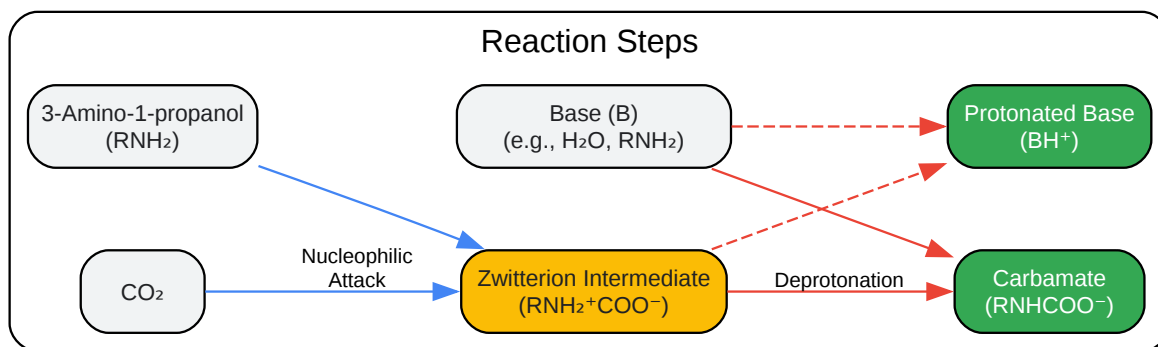 Reaction Steps
3-Amino-1-propanol
(RNH₂)
Base (B)
(e.g., H₂O, RNH₂)
Protonated Base
(BH⁺)
CO₂
Nucleophilic
Attack
Zwitterion Intermediate
(RNH₂⁺COO⁻)
Deprotonation
Carbamate
(RNHCOO⁻)